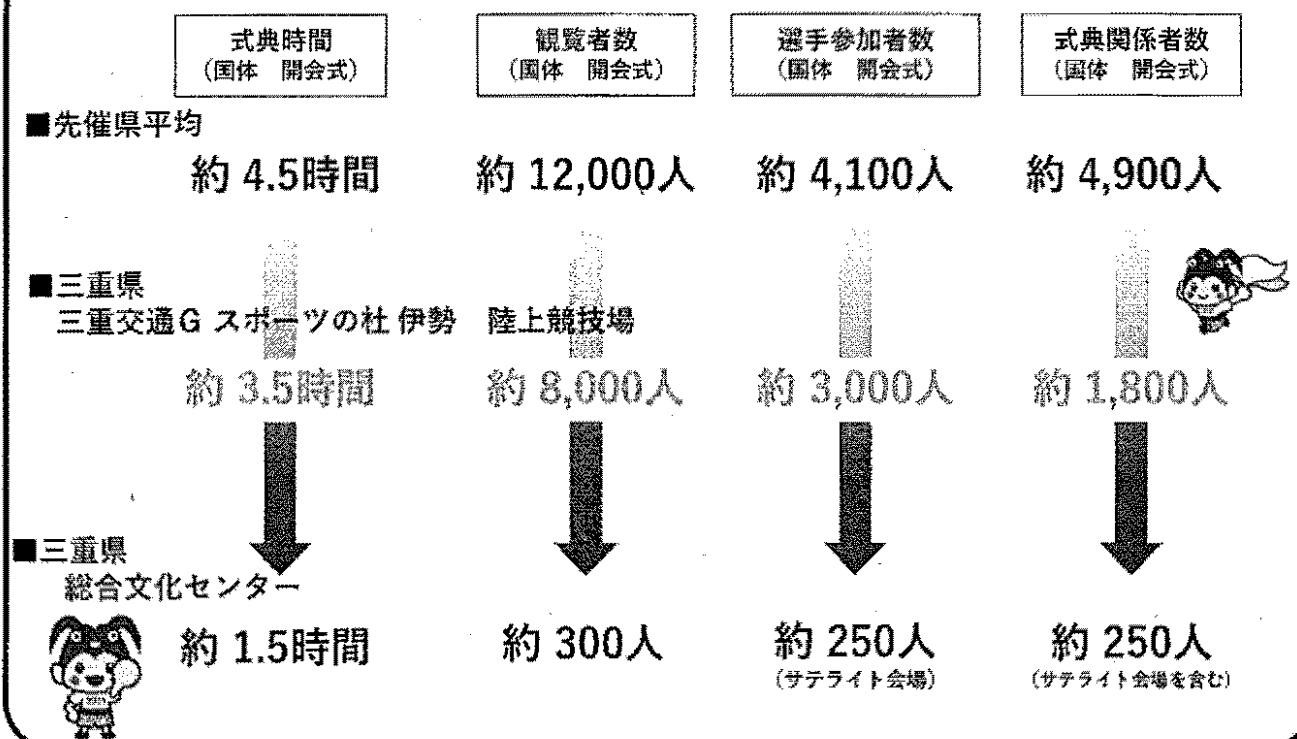 式典時間
(国体 開会式)
観覧者数
(国体 開会式)
選手参加者数
(国体 開会式)
式典関係者数
(国体 開会式)
■先催県平均
約 4.5時間
約 12,000人
約 4,100人
約 4,900人
■三重県
三重交通G スポーツの杜 伊勢 陸上競技場
約 3.5時間
約 8,000人
約 3,000人
約 1,800人
■三重県
総合文化センター
約 1.5時間
約 300人
約 250人
(サテライト会場)
約 250人
(サテライト会場を含む)